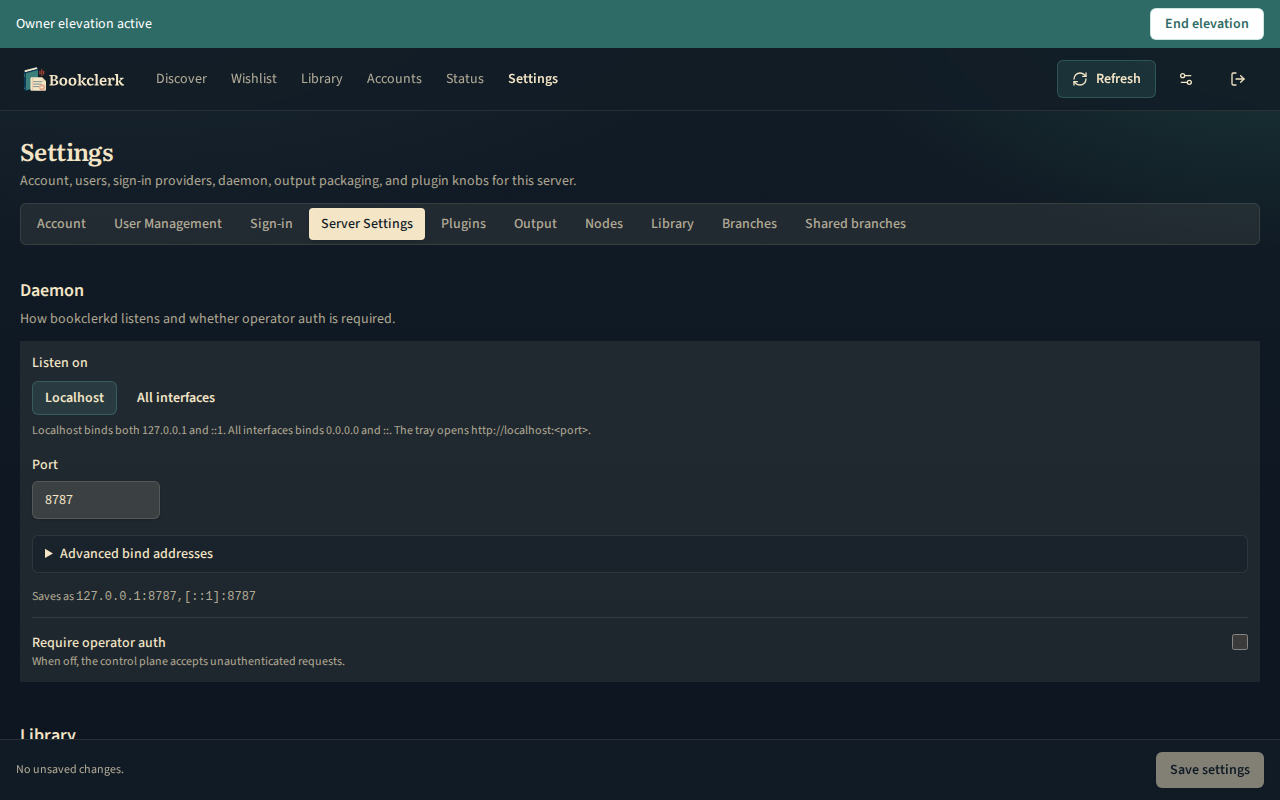 Owner elevation active
End elevation
Bookclerk
Discover
Wishlist
Library
Accounts
Status
Settings
Refresh
Settings
Account, users, sign-in providers, daemon, output packaging, and plugin knobs for this server.
Account
User Management
Sign-in
Server Settings
Plugins
Output
Nodes
Library
Branches
Shared branches
Daemon
How bookclerkd listens and whether operator auth is required.
Listen on
Localhost
All interfaces
Localhost binds both 127.0.0.1 and ::1. All interfaces binds 0.0.0.0 and ::. The tray opens http://localhost:<port>.
Port
8787
Advanced bind addresses
Saves as 127.0.0.1:8787,[::1]:8787
Require operator auth
When off, the control plane accepts unauthenticated requests.
Library
No unsaved changes.
Save settings